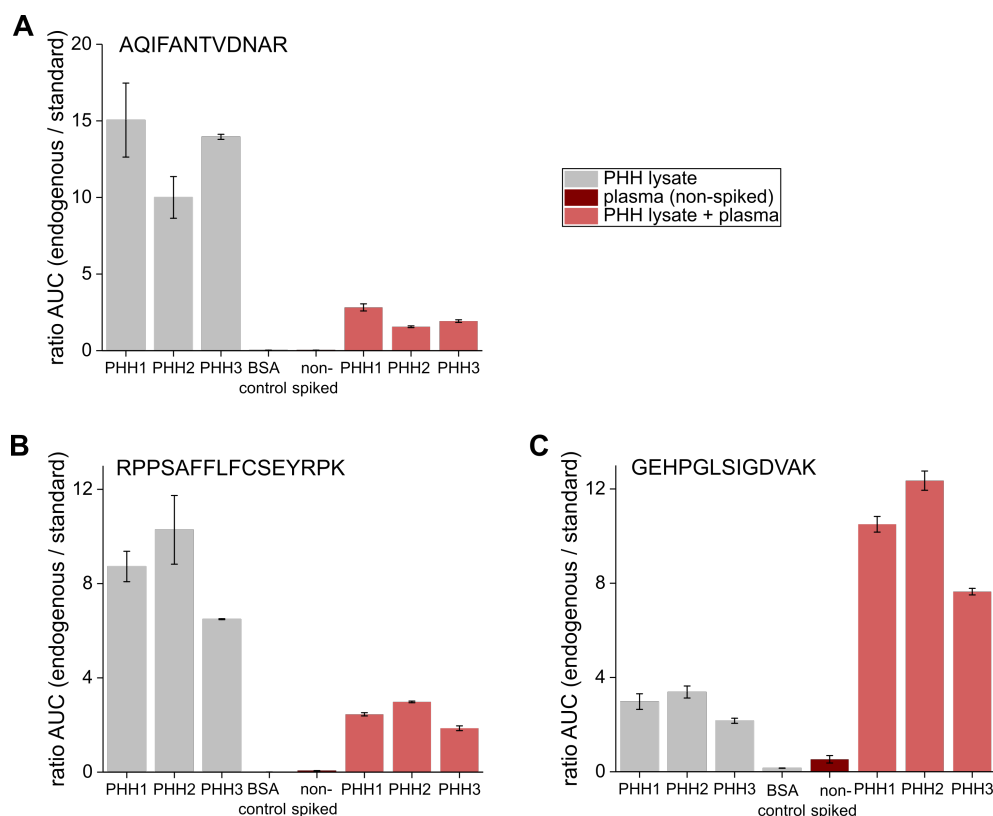 A
AQIFANTVDNAR
ratio AUC (endogenous / standard)
20
15
10
5
0
PHH1 PHH2 PHH3 BSA non- PHH1 PHH2 PHH3
control spiked
PHH lysate
plasma (non-spiked)
PHH lysate + plasma
B
RPPSAFFLFCSEYRPK
ratio AUC (endogenous / standard)
12
8
4
0
PHH1 PHH2 PHH3 BSA non- PHH1 PHH2 PHH3
control spiked
C
GEHPGLSIGDVAK
ratio AUC (endogenous / standard)
12
8
4
0
PHH1 PHH2 PHH3 BSA non- PHH1 PHH2 PHH3
control spiked